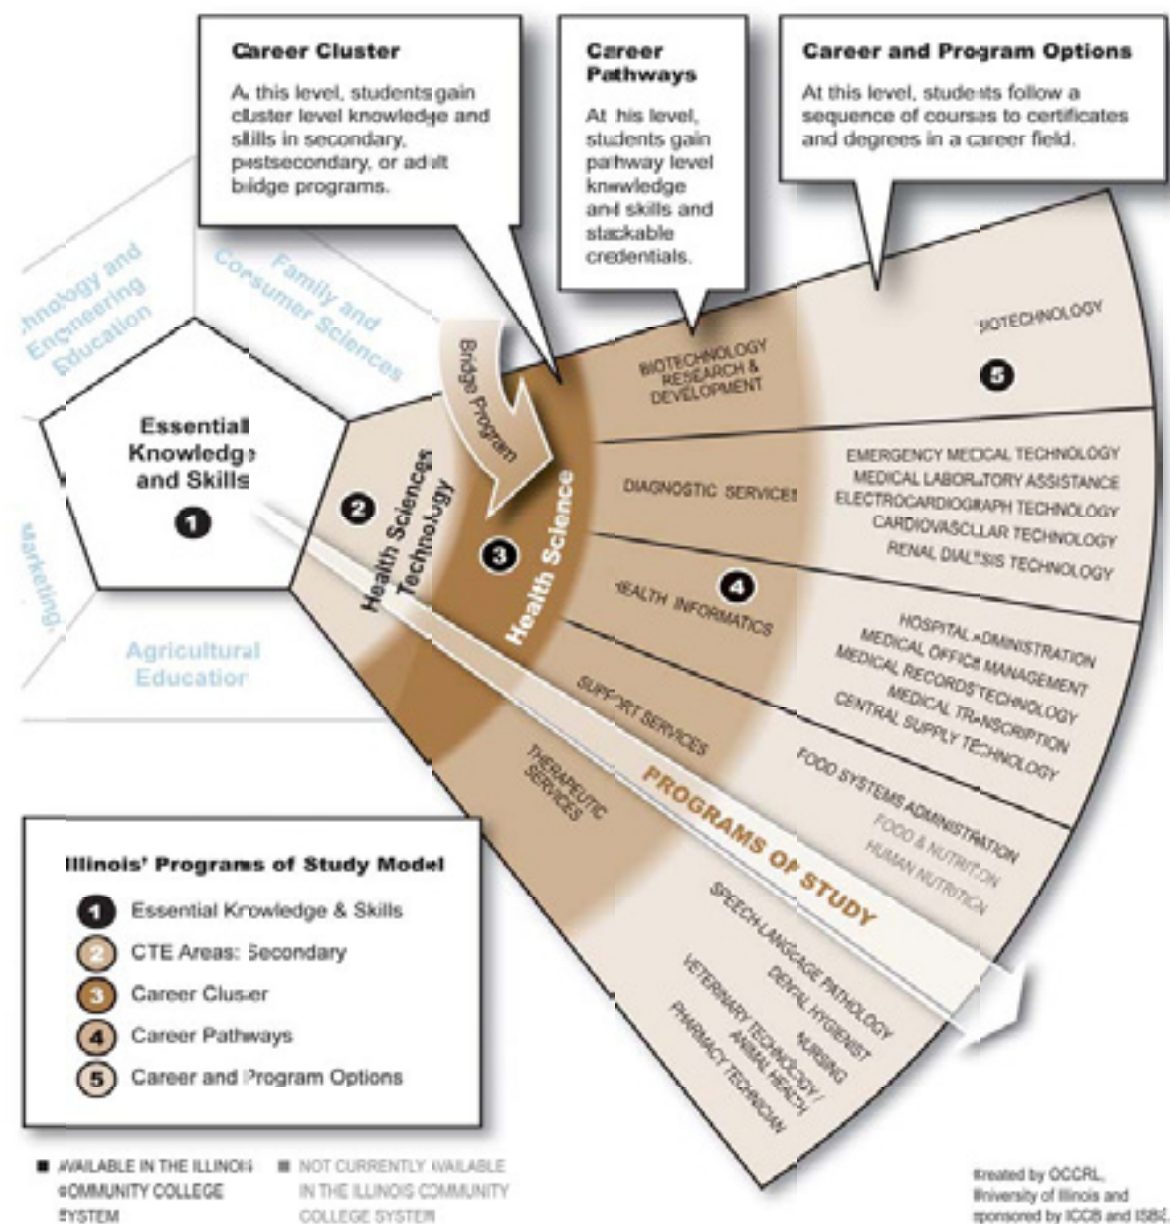 Career Cluster
At this level, students gain
cluster level knowledge and
skills in secondary,
postsecondary, or adult
bridge programs.
Career
Pathways
At this level,
students gain
pathway level
knowledge
and skills and
stackable
credentials.
Career and Program Options
At this level, students follow a
sequence of courses to certificates
and degrees in a career field.
hnology and
Engineering
Education
Family and
Consumer Sciences
Marketing,
Agricultural
Education
Essential
Knowledge
and Skills
1
2
Health Sciences
Technology
Bridge Program
3
Health Science
4
5
BIOTECHNOLOGY
RESEARCH &
DEVELOPMENT
BIOTECHNOLOGY
DIAGNOSTIC SERVICES
EMERGENCY MEDICAL TECHNOLOGY
MEDICAL LABORATORY ASSISTANCE
ELECTROCARDIOGRAPH TECHNOLOGY
CARDIOVASCULAR TECHNOLOGY
RENAL DIALYSIS TECHNOLOGY
HEALTH INFORMATICS
HOSPITAL ADMINISTRATION
MEDICAL OFFICE MANAGEMENT
MEDICAL RECORDS TECHNOLOGY
MEDICAL TRANSCRIPTION
CENTRAL SUPPLY TECHNOLOGY
SUPPORT SERVICES
FOOD SYSTEMS ADMINISTRATION
FOOD & NUTRITION
HUMAN NUTRITION
PROGRAMS OF STUDY
THERAPEUTIC
SERVICES
SPEECH-LANGUAGE PATHOLOGY
DENTAL HYGIENIST
NURSING
VETERINARY TECHNOLOGY /
ANIMAL HEALTH
PHARMACY TECHNICIAN
Illinois' Programs of Study Model
1 Essential Knowledge & Skills
2 CTE Areas: Secondary
3 Career Cluster
4 Career Pathways
5 Career and Program Options
AVAILABLE IN THE ILLINOIS
COMMUNITY COLLEGE
SYSTEM
NOT CURRENTLY AVAILABLE
IN THE ILLINOIS COMMUNITY
COLLEGE SYSTEM
Created by OCCRL,
University of Illinois and
sponsored by ICCB and ISBE